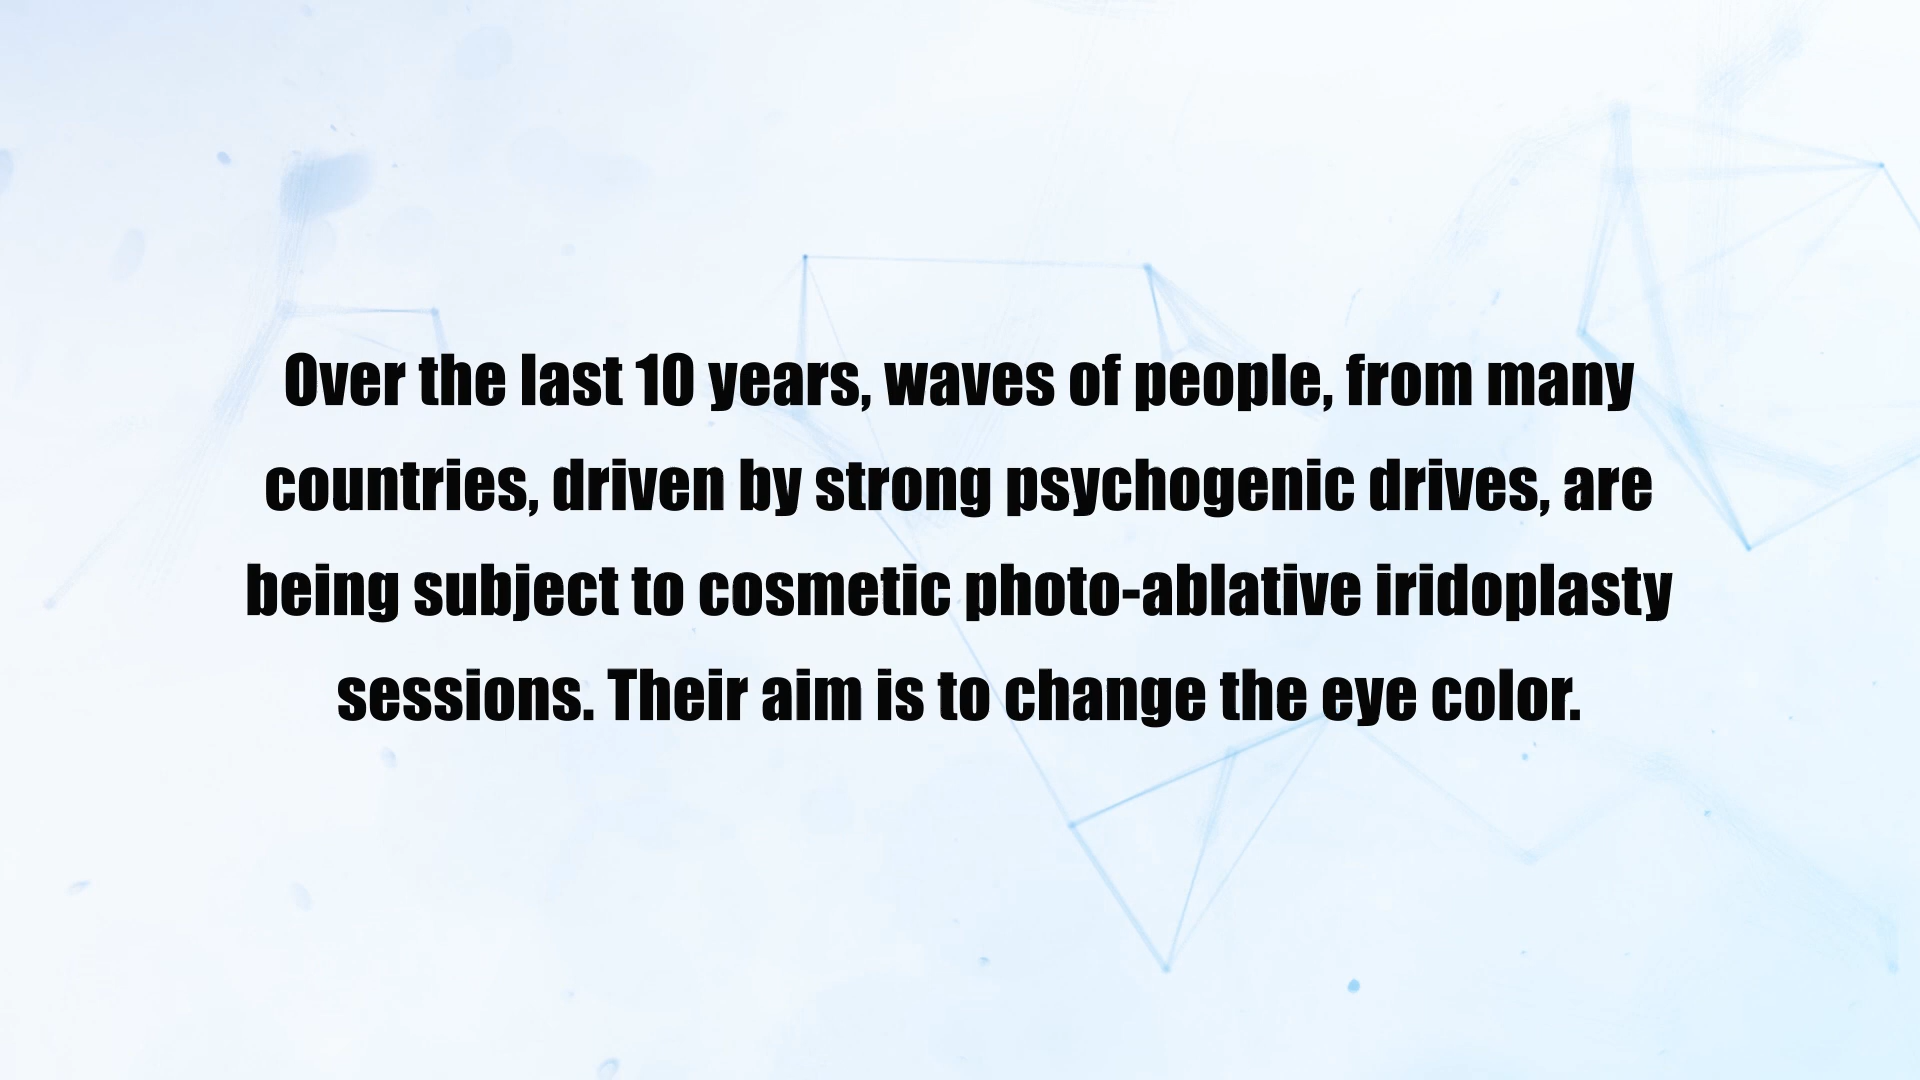 Over the last 10 years, waves of people, from many
countries, driven by strong psychogenic drives, are
being subject to cosmetic photo-ablative iridoplasty
sessions. Their aim is to change the eye color.